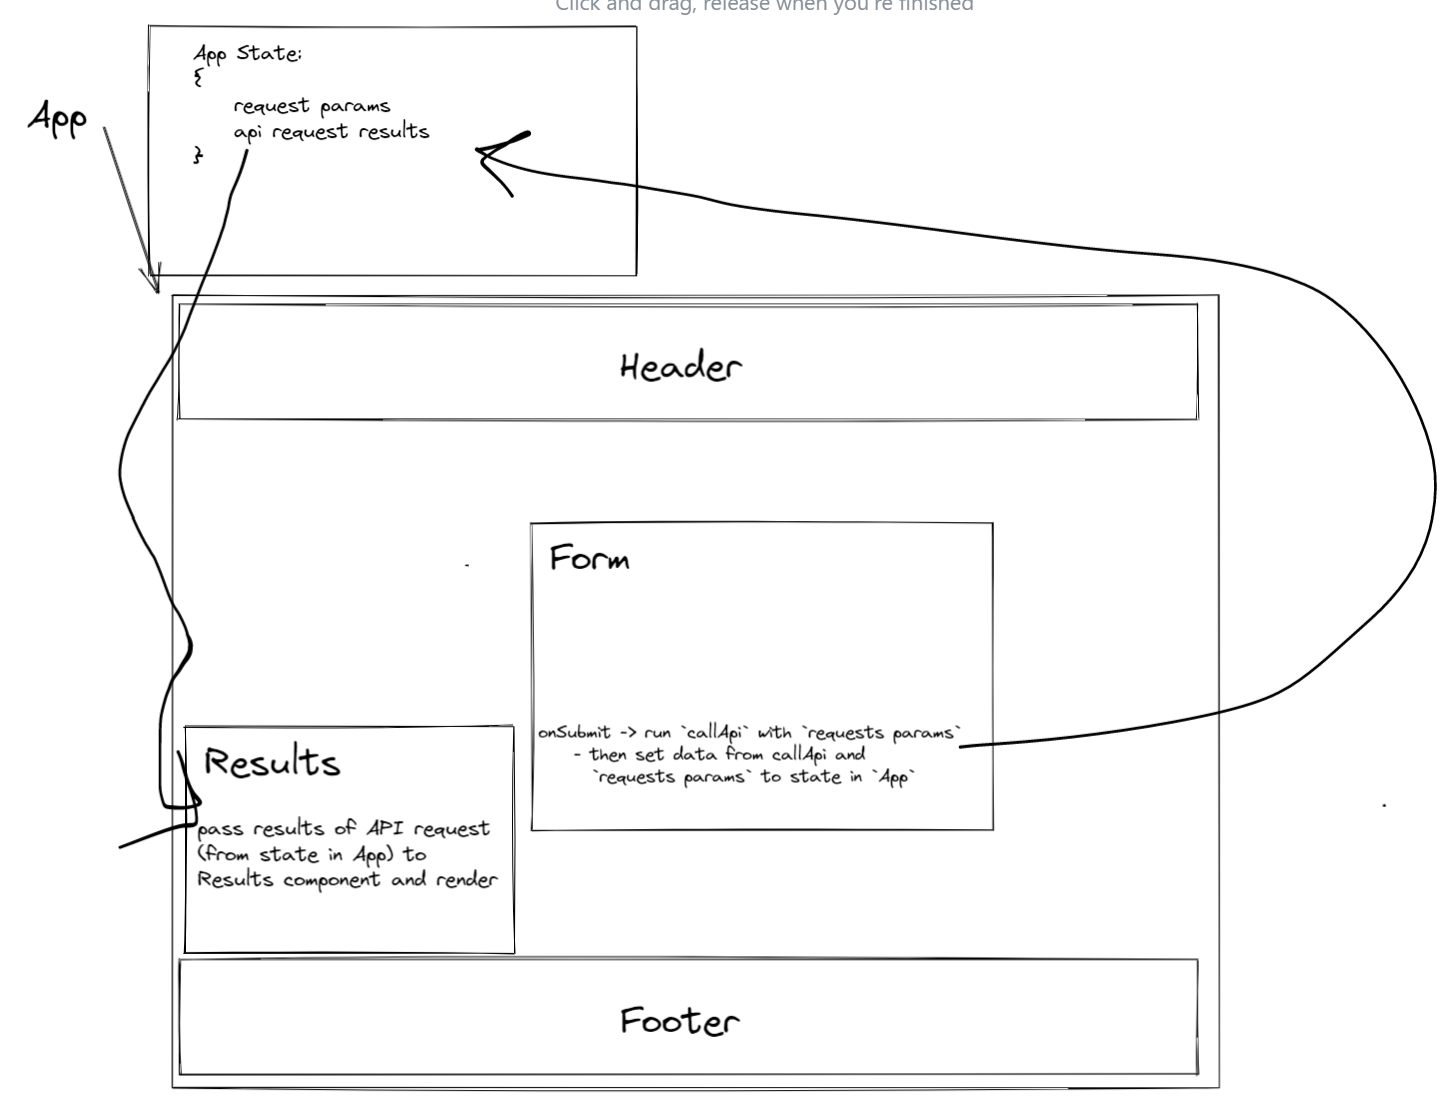 Click and drag, release when you're finished
App State:
{
request params
api request results
}
App
Header
Form
onSubmit -> run `callApi` with `requests params`
- then set data from callApi and
`requests params` to state in `App`
Results
pass results of API request
(from state in App) to
Results component and render
Footer